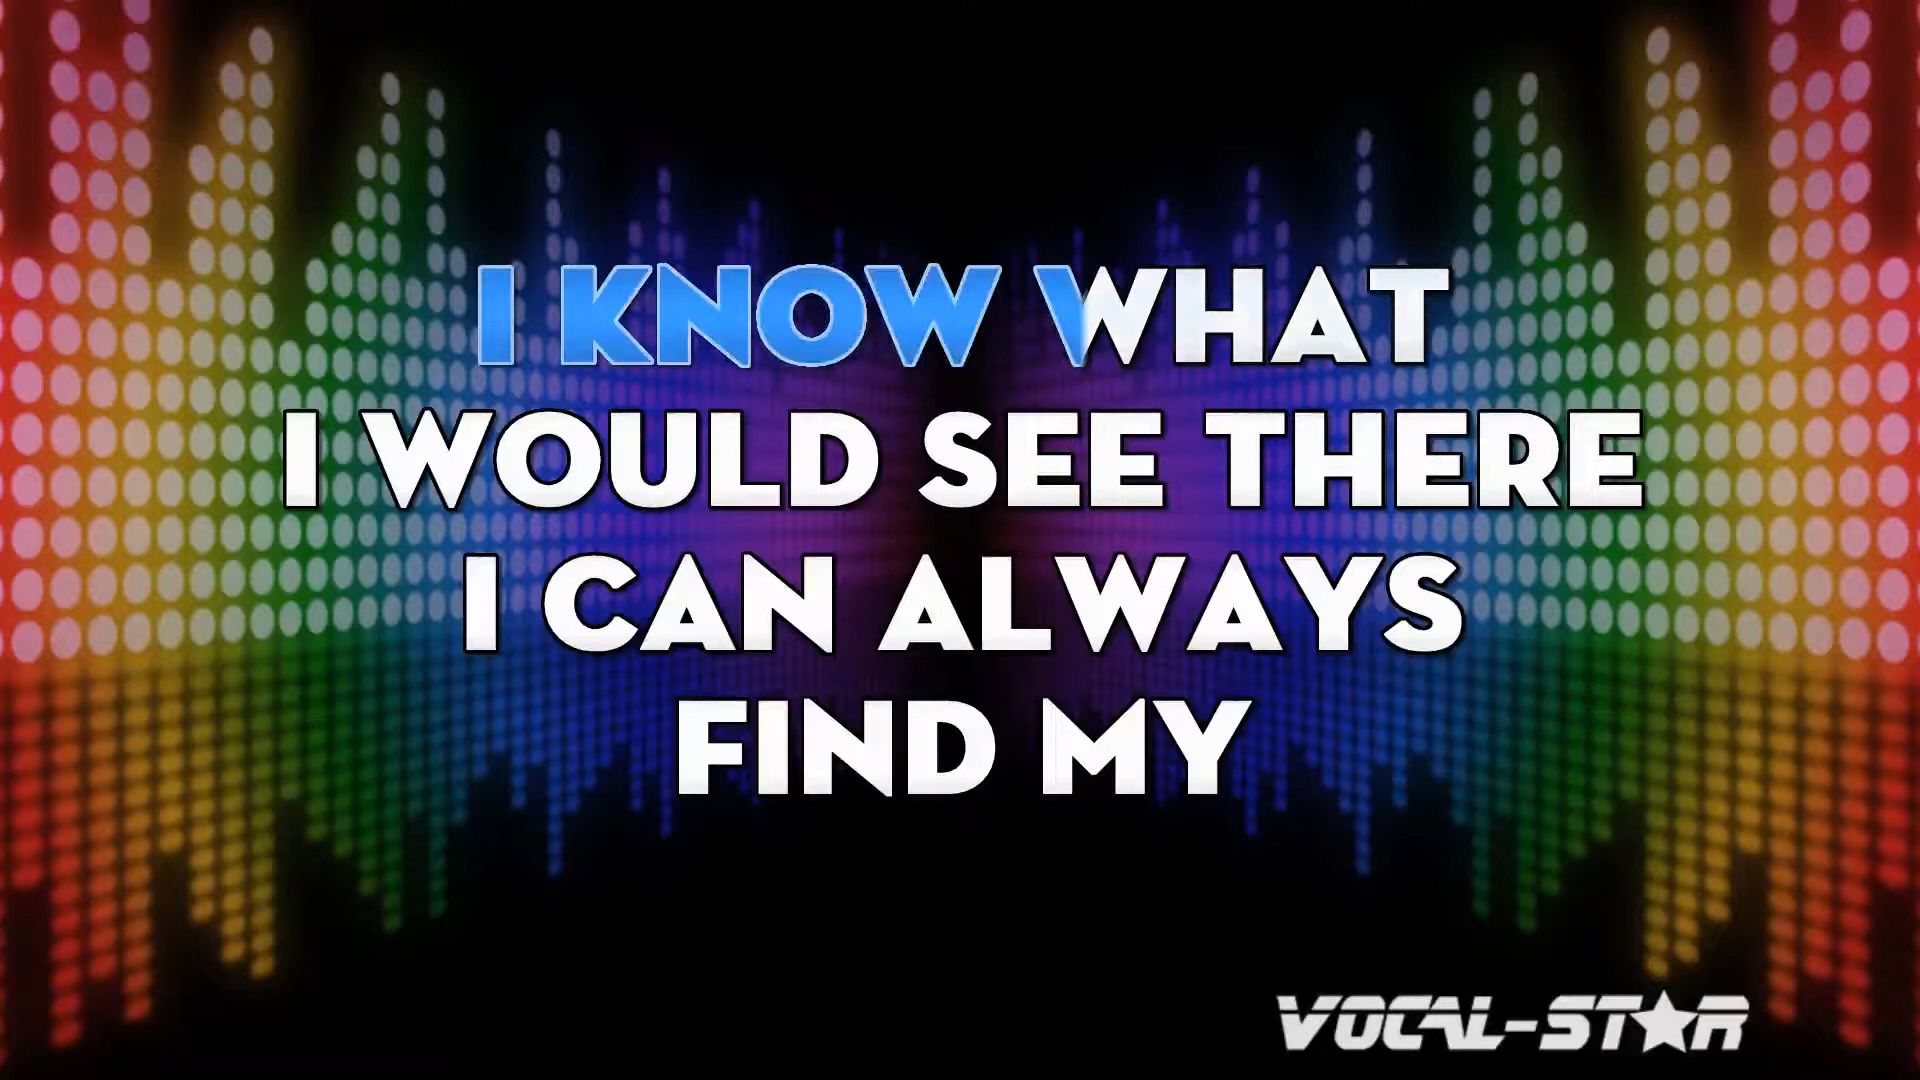 I KNOW WHAT
I WOULD SEE THERE
I CAN ALWAYS
FIND MY
VOCAL-STAR